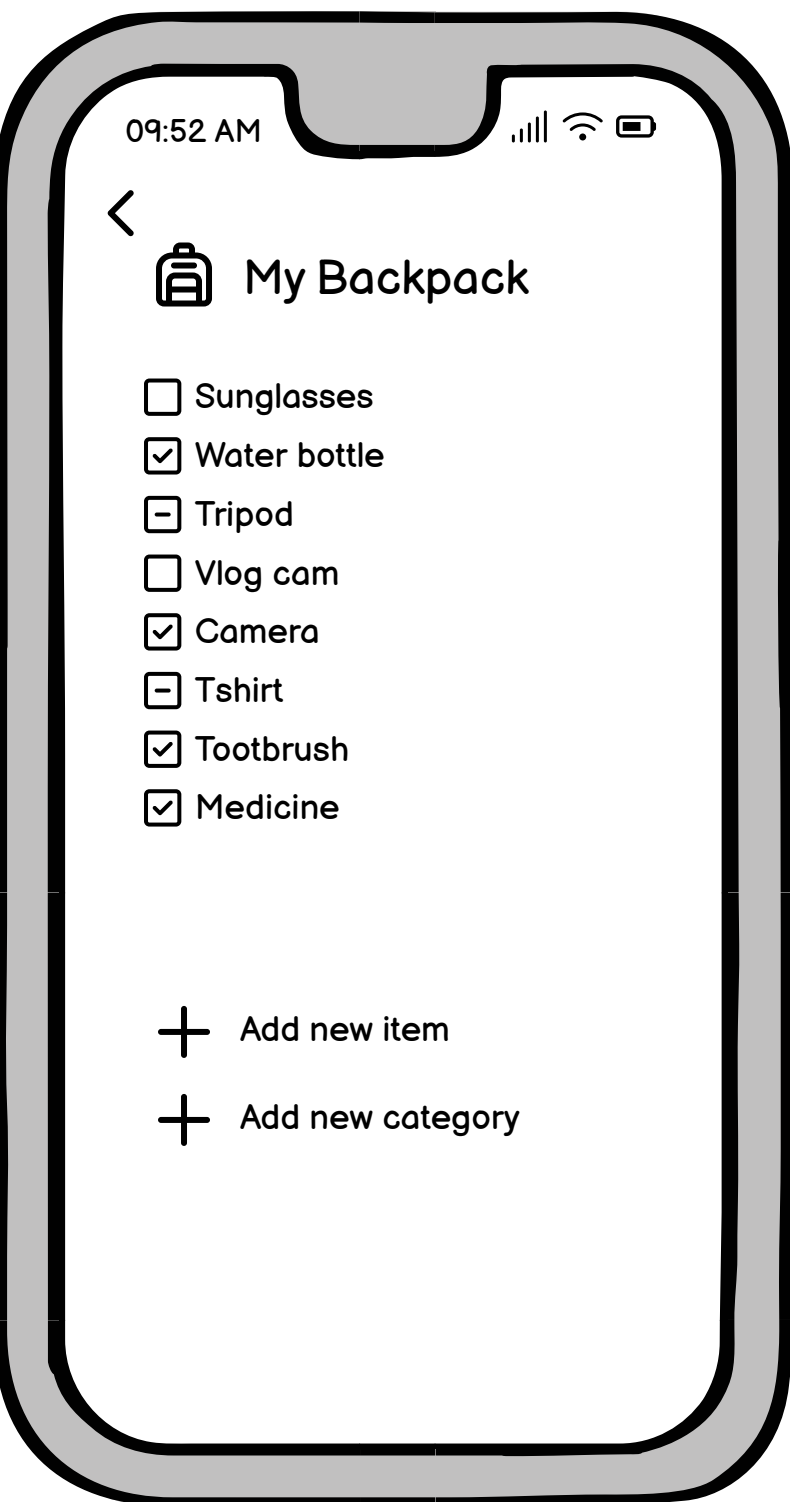 09:52 AM
My Backpack
Sunglasses
Water bottle
Tripod
Vlog cam
Camera
Tshirt
Tootbrush
Medicine
Add new item
Add new category